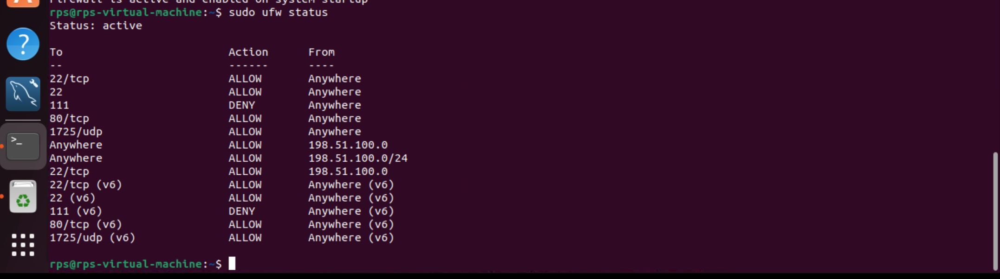 Firewall is active and enabled on system startup
rps@rps-virtual-machine:~$ sudo ufw status
Status: active

To                         Action      From
--                         ------      ----
22/tcp                     ALLOW       Anywhere
22                         ALLOW       Anywhere
111                        DENY        Anywhere
80/tcp                     ALLOW       Anywhere
1725/udp                   ALLOW       Anywhere
Anywhere                   ALLOW       198.51.100.0
Anywhere                   ALLOW       198.51.100.0/24
22/tcp                     ALLOW       198.51.100.0
22/tcp (v6)                ALLOW       Anywhere (v6)
22 (v6)                    ALLOW       Anywhere (v6)
111 (v6)                   DENY        Anywhere (v6)
80/tcp (v6)                ALLOW       Anywhere (v6)
1725/udp (v6)              ALLOW       Anywhere (v6)

rps@rps-virtual-machine:~$